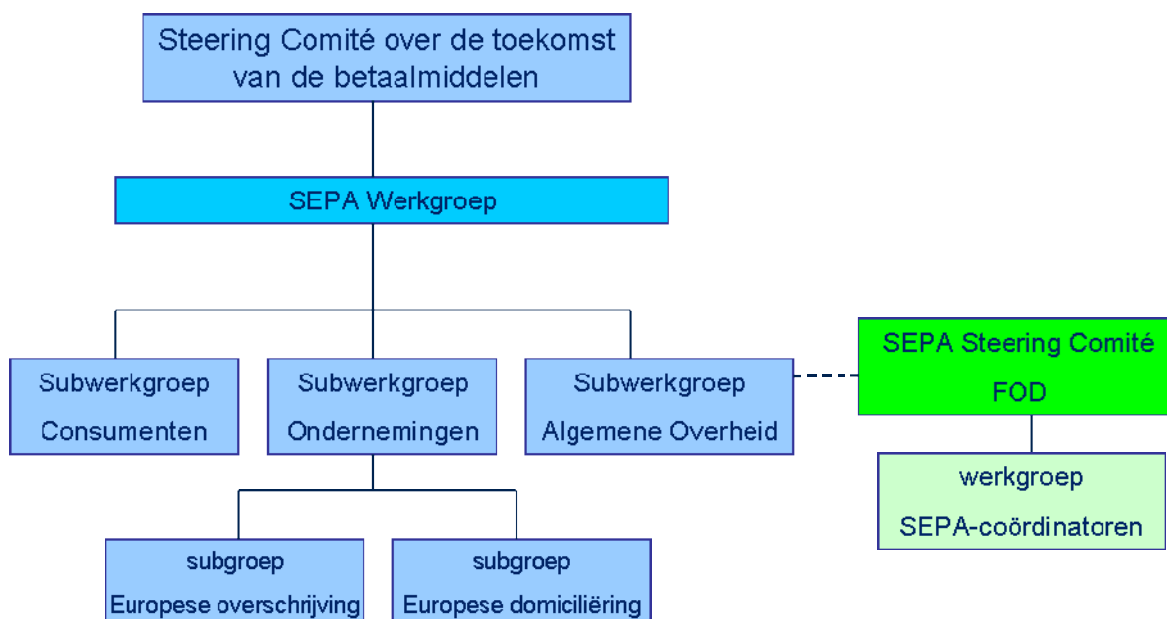 Steering Comité over de toekomst
van de betaalmiddelen
SEPA Werkgroep
Subwerkgroep
Consumenten
Subwerkgroep
Ondernemingen
Subwerkgroep
Algemene Overheid
SEPA Steering Comité
FOD
werkgroep
SEPA-coördinatoren
subgroep
Europese overschrijving
subgroep
Europese domiciliëring